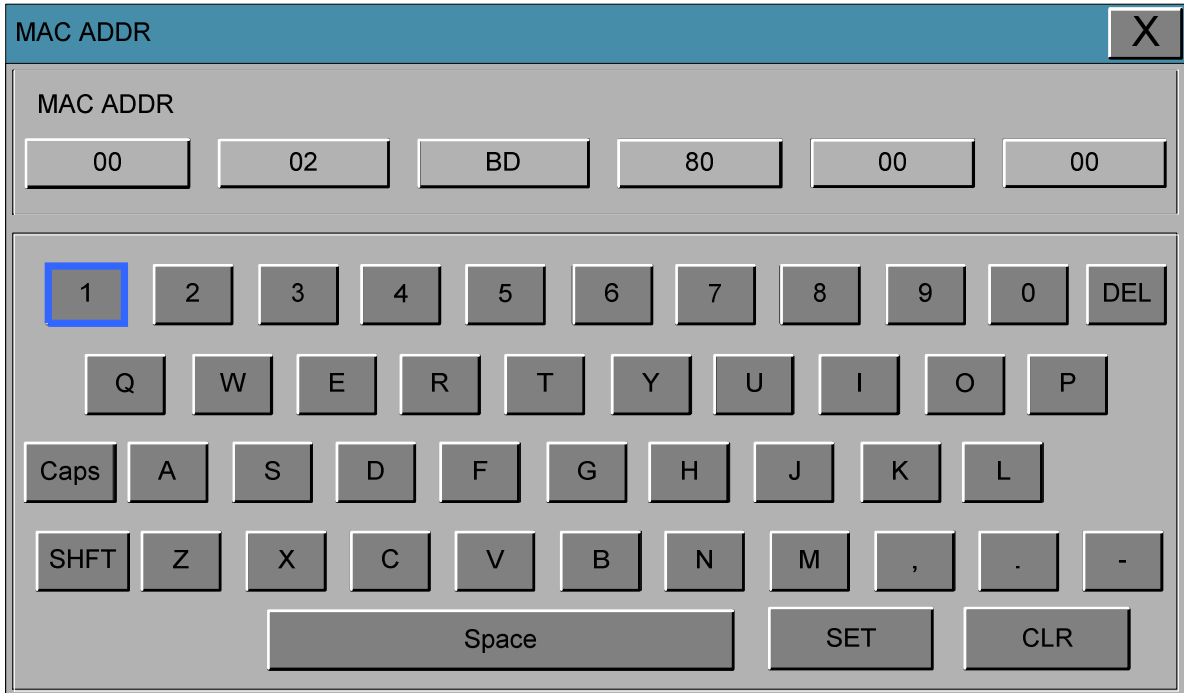 MAC ADDR X
MAC ADDR
00 02 BD 80 00 00
1 2 3 4 5 6 7 8 9 0 DEL
Q W E R T Y U I O P
Caps A S D F G H J K L
SHFT Z X C V B N M , . -
Space SET CLR